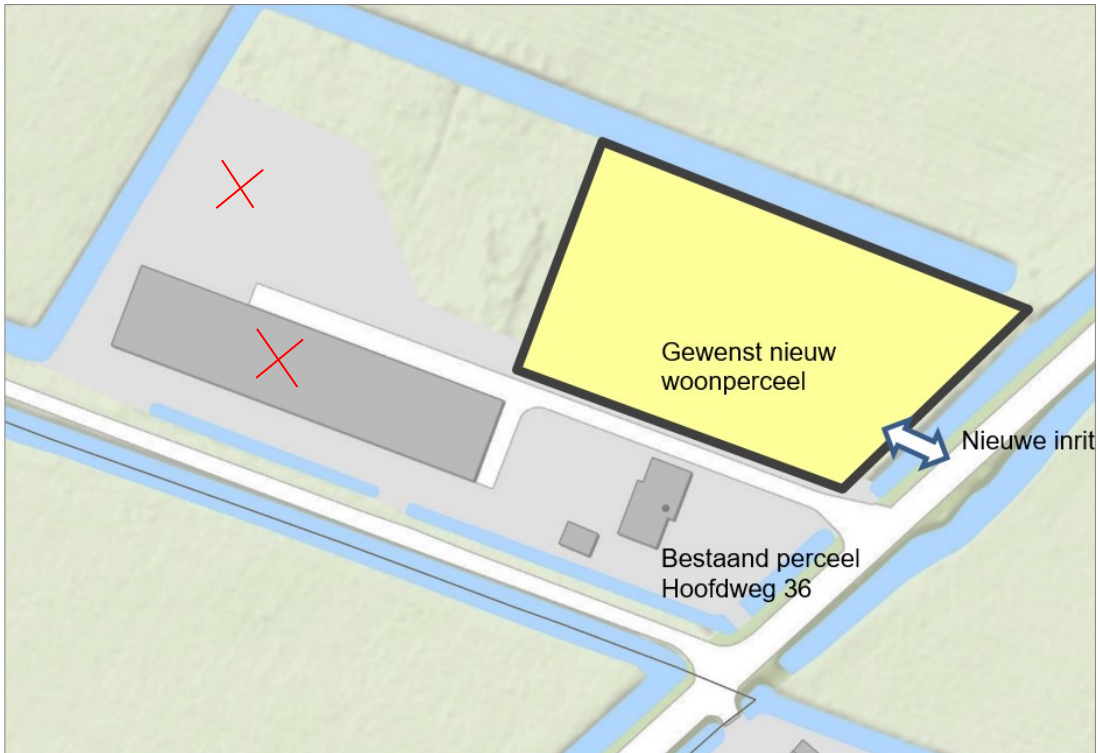 Gewenst nieuw
woonperceel
Nieuwe inrit
Bestaand perceel
Hoofdweg 36